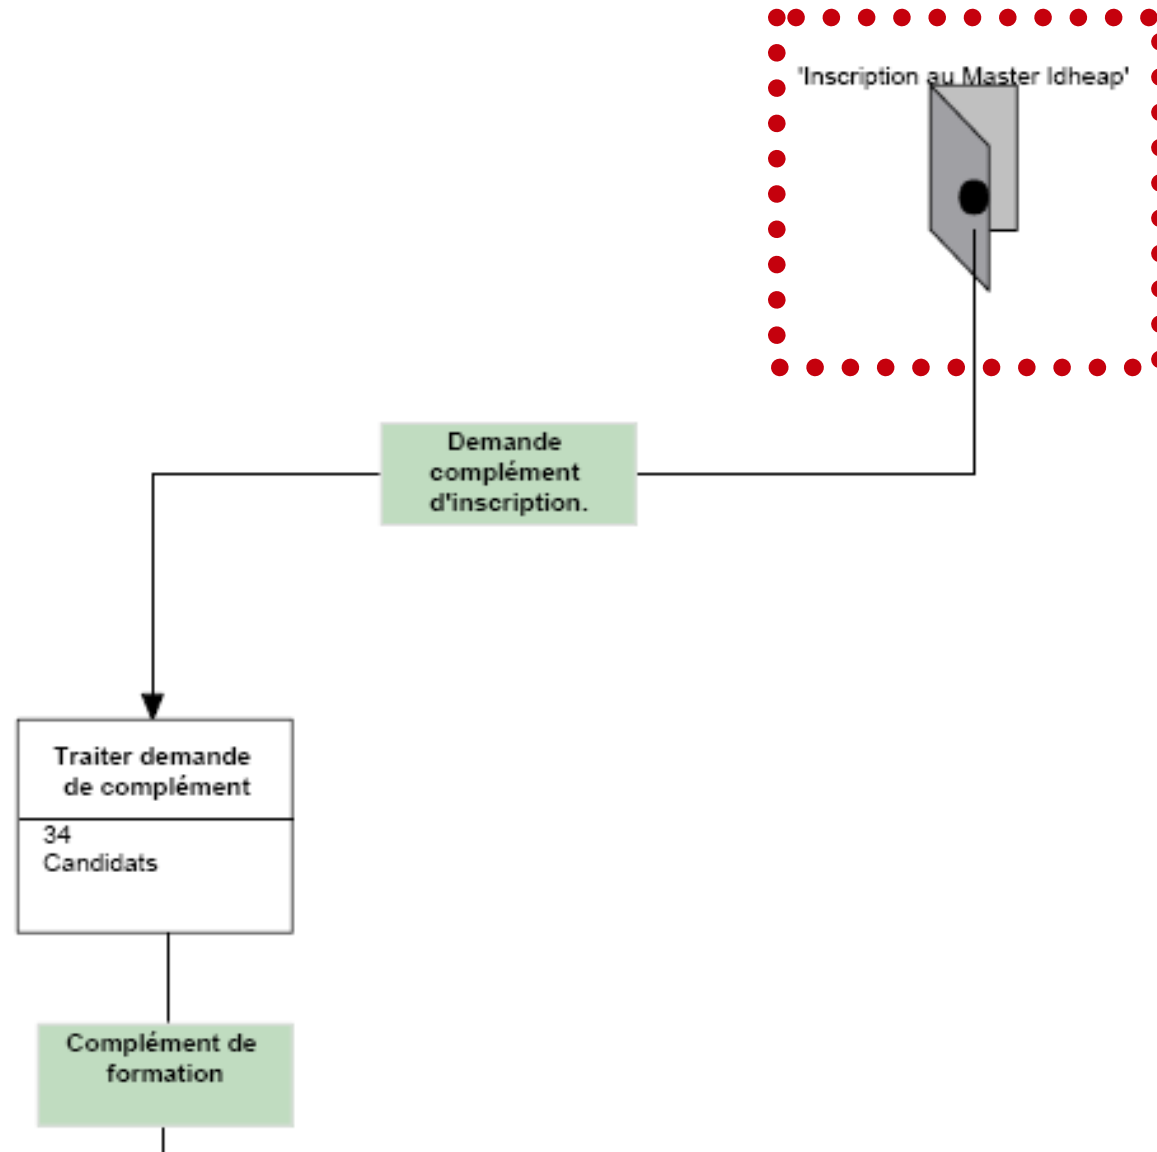 'Inscription au Master Idheap'
Demande
complément
d'inscription.
Traiter demande
de complément
34
Candidats
Complément de
formation